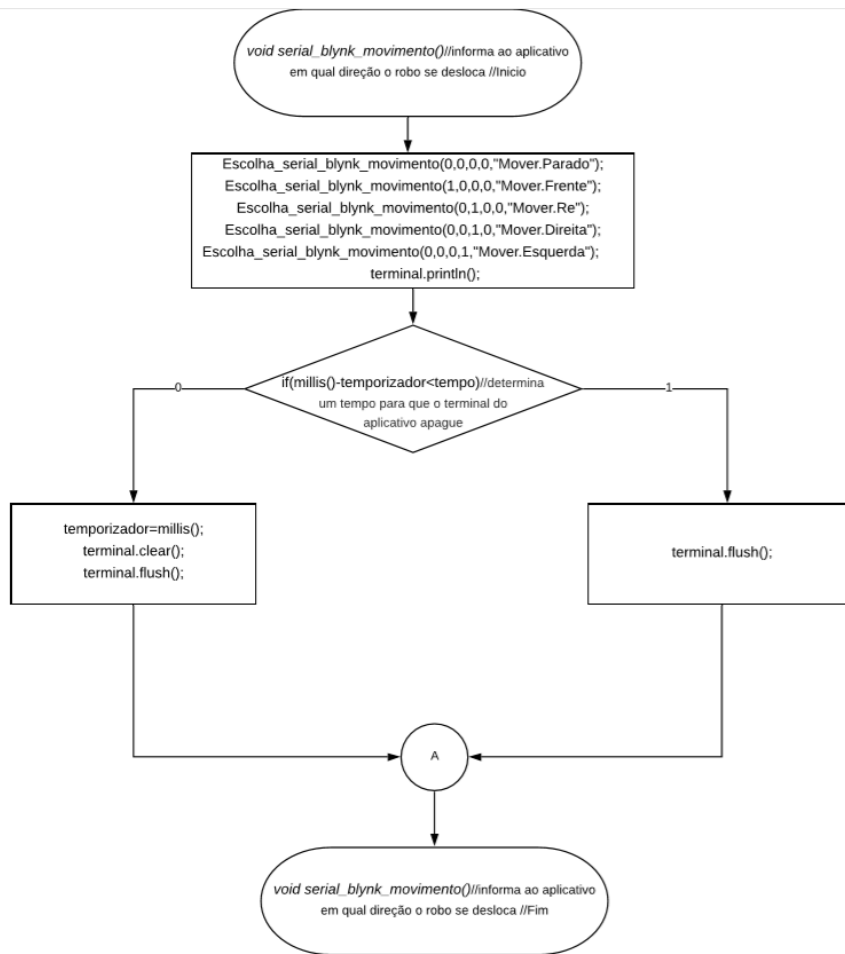 void serial_blynk_movimento()//informa ao aplicativo
em qual direção o robo se desloca //Inicio
Escolha_serial_blynk_movimento(0,0,0,0,"Mover.Parado");
Escolha_serial_blynk_movimento(1,0,0,0,"Mover.Frente");
Escolha_serial_blynk_movimento(0,1,0,0,"Mover.Re");
Escolha_serial_blynk_movimento(0,0,1,0,"Mover.Direita");
Escolha_serial_blynk_movimento(0,0,0,1,"Mover.Esquerda");
terminal.println();
if(millis()-temporizador<tempo)//determina
um tempo para que o terminal do
aplicativo apague
0
1
temporizador=millis();
terminal.clear();
terminal.flush();
terminal.flush();
A
void serial_blynk_movimento()//informa ao aplicativo
em qual direção o robo se desloca //Fim